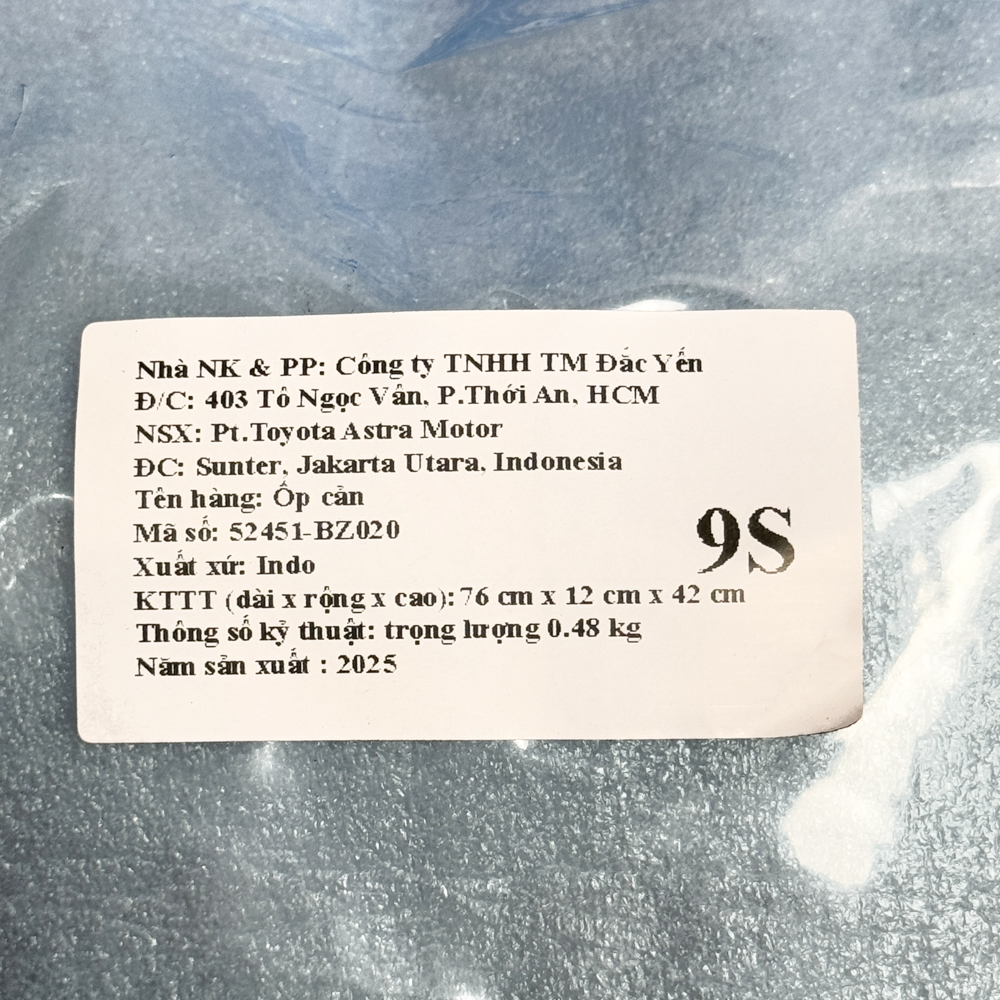 Nhà NK & PP: Công ty TNHH TM Đắc Yến
Đ/C: 403 Tô Ngọc Vân, P.Thới An, HCM
NSX: Pt.Toyota Astra Motor
ĐC: Sunter, Jakarta Utara, Indonesia
Tên hàng: Ốp cản
Mã số: 52451-BZ020
9S
Xuất xứ: Indo
KTTT (dài x rộng x cao): 76 cm x 12 cm x 42 cm
Thông số kỹ thuật: trọng lượng 0.48 kg
Năm sản xuất : 2025